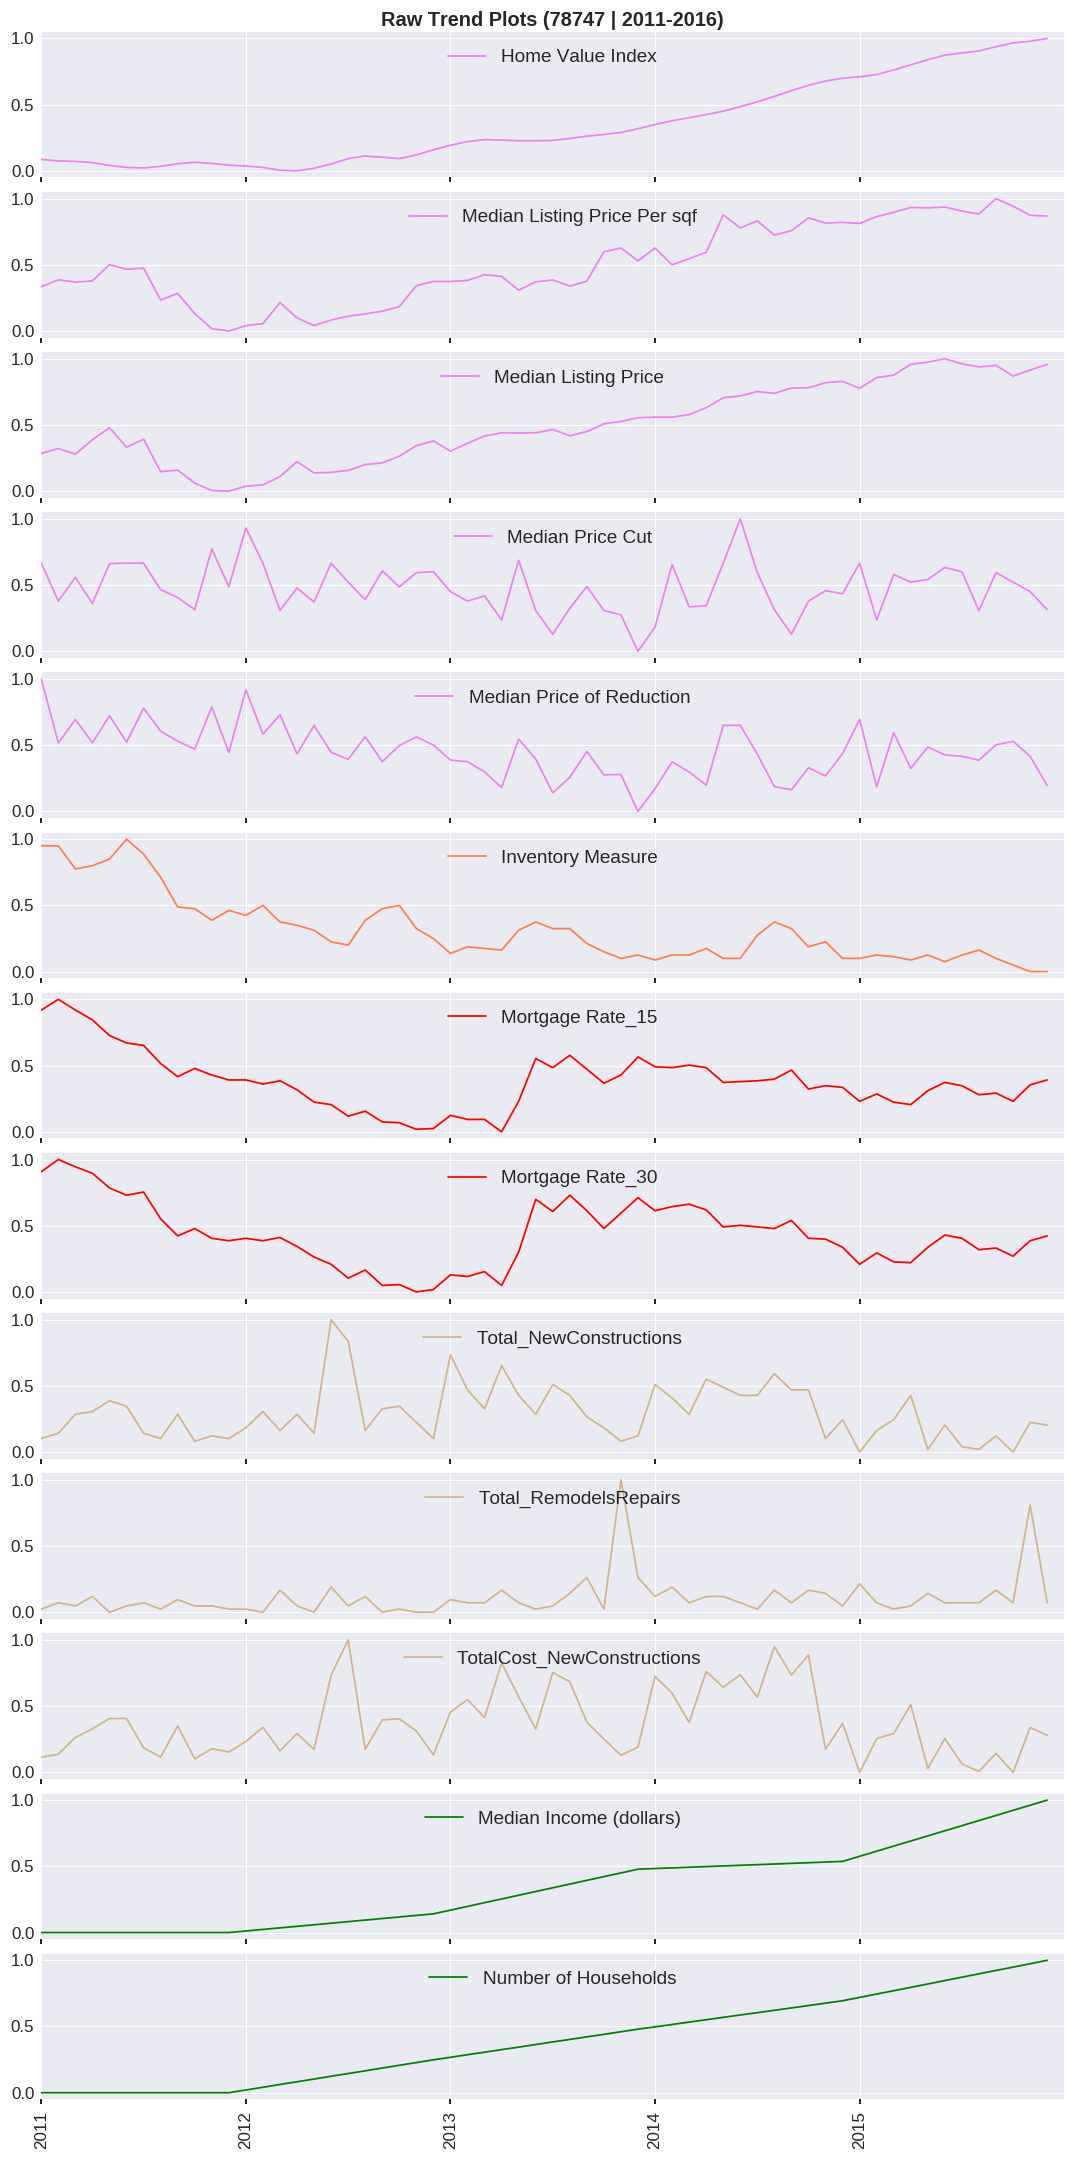 Raw Trend Plots (78747 | 2011-2016)
1.0
Home Value Index
0.5
0.0
1.0
Median Listing Price Per sqf
0.5
0.0
1.0
Median Listing Price
0.5
0.0
1.0
Median Price Cut
0.5
0.0
1.0
Median Price of Reduction
0.5
0.0
1.0
Inventory Measure
0.5
0.0
1.0
Mortgage Rate_15
0.5
0.0
1.0
Mortgage Rate_30
0.5
0.0
1.0
Total_NewConstructions
0.5
0.0
1.0
Total_RemodelsRepairs
0.5
0.0
1.0
TotalCost_NewConstructions
0.5
0.0
1.0
Median Income (dollars)
0.5
0.0
1.0
Number of Households
0.5
0.0
2011 2012 2013 2014 2015